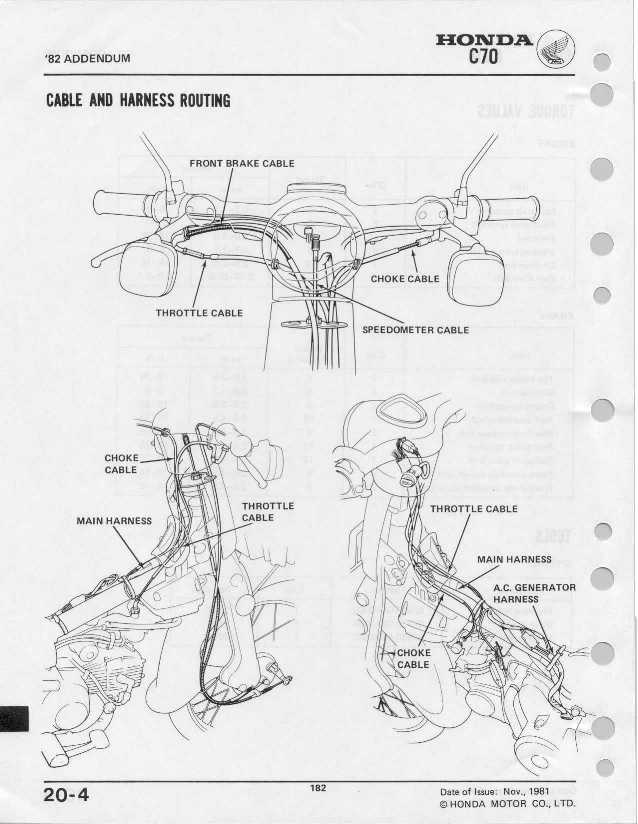 HONDA
'82 ADDENDUM
C70
CABLE AND HARNESS ROUTING
FRONT BRAKE CABLE
CHOKE CABLE
THROTTLE CABLE
SPEEDOMETER CABLE
CHOKE
CABLE
THROTTLE
CABLE
MAIN HARNESS
THROTTLE CABLE
MAIN HARNESS
A.C. GENERATOR
HARNESS
CHOKE
CABLE
20-4
182
Date of Issue: Nov., 1981
© HONDA MOTOR CO., LTD.